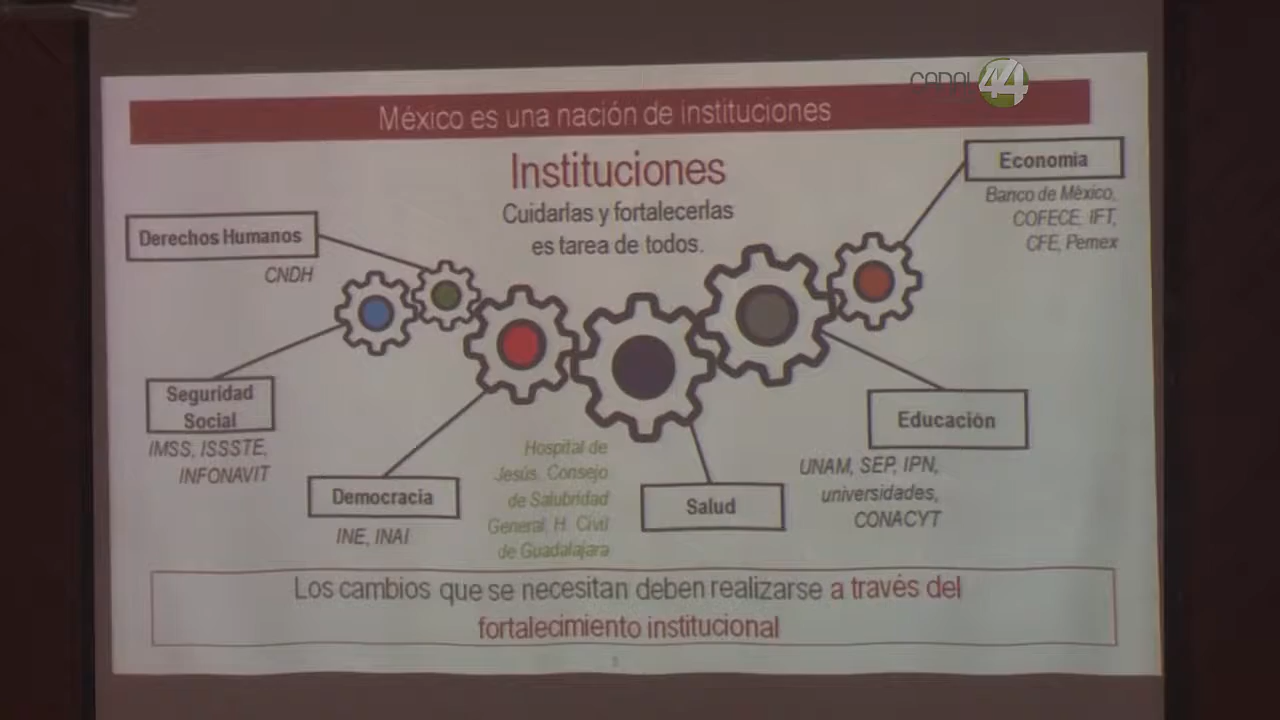 CANAL 44
México es una nación de instituciones
Instituciones
Cuidarlas y fortalecerlas
es tarea de todos.
Economia
Banco de México,
COFECE, IFT,
CFE, Pemex
Derechos Humanos
CNDH
Seguridad
Social
IMSS, ISSSTE,
INFONAVIT
Democracia
INE, INAI
Hospital de
Jesús, Consejo
de Salubridad
General, H. Civil
de Guadalajara
Salud
Educación
UNAM, SEP, IPN,
universidades,
CONACYT
Los cambios que se necesitan deben realizarse a través del
fortalecimiento institucional